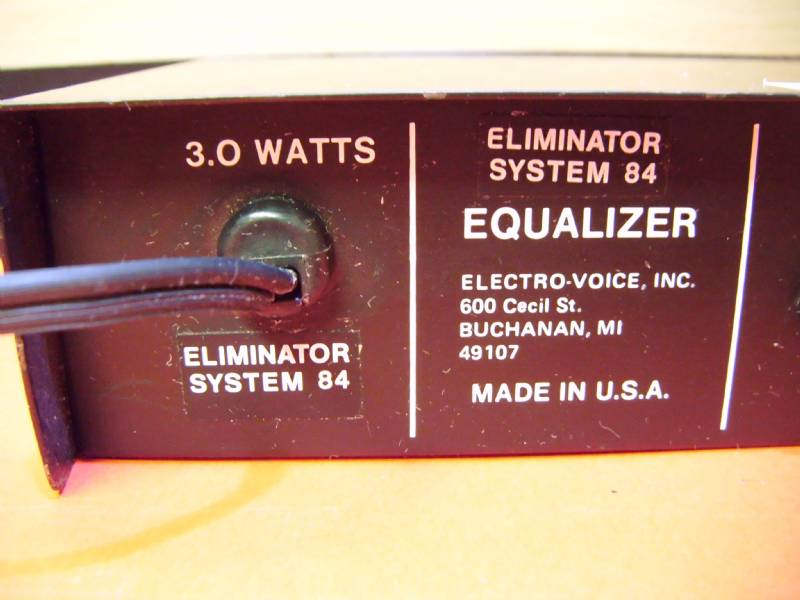 3.0 WATTS
ELIMINATOR
SYSTEM 84
ELIMINATOR
SYSTEM 84
EQUALIZER
ELECTRO-VOICE, INC.
600 Cecil St.
BUCHANAN, MI
49107
MADE IN U.S.A.